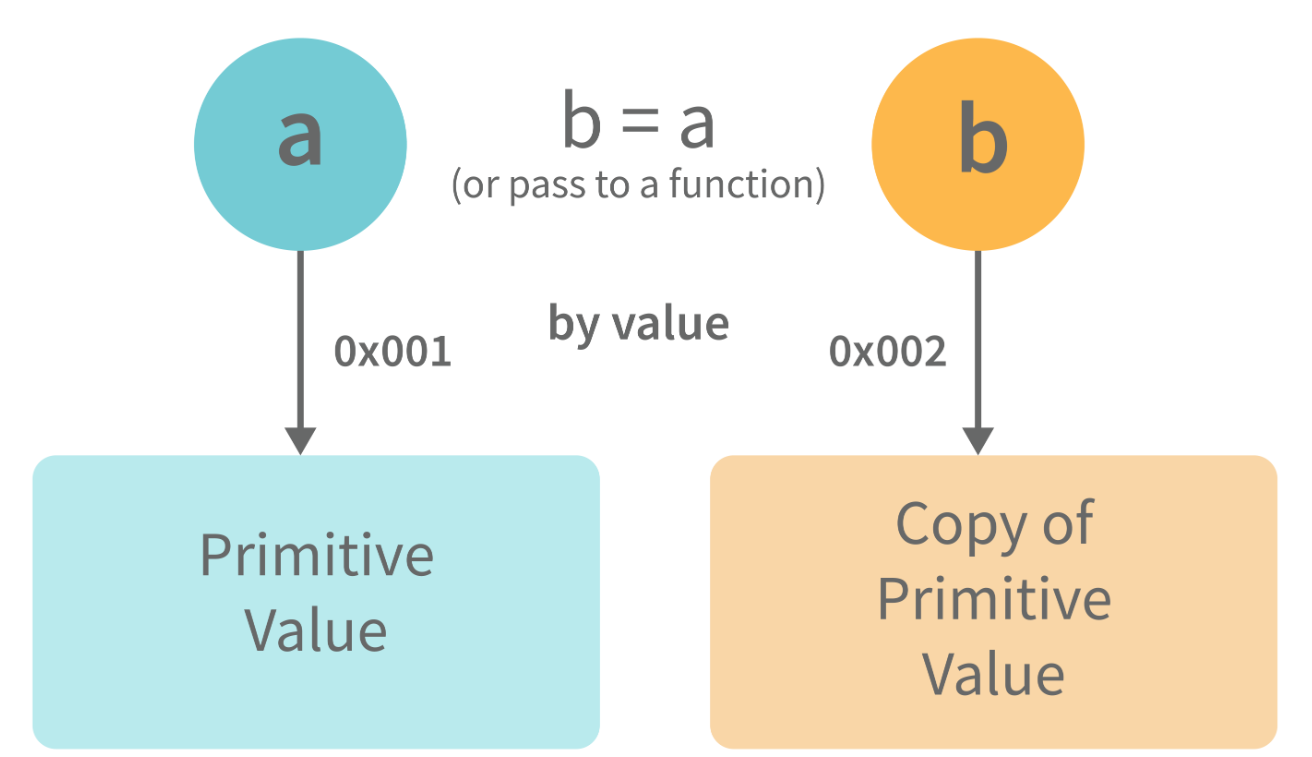 a
b = a
(or pass to a function)
b
by value
0x001
0x002
Primitive
Value
Copy of
Primitive
Value